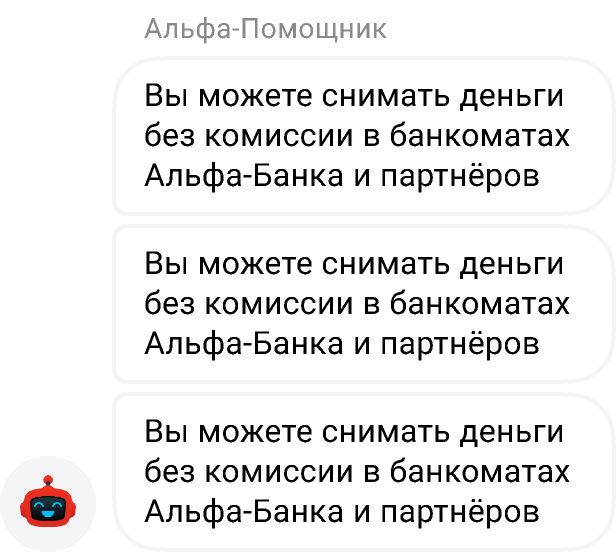 Альфа-Помощник
Вы можете снимать деньги
без комиссии в банкоматах
Альфа-Банка и партнёров
Вы можете снимать деньги
без комиссии в банкоматах
Альфа-Банка и партнёров
Вы можете снимать деньги
без комиссии в банкоматах
Альфа-Банка и партнёров